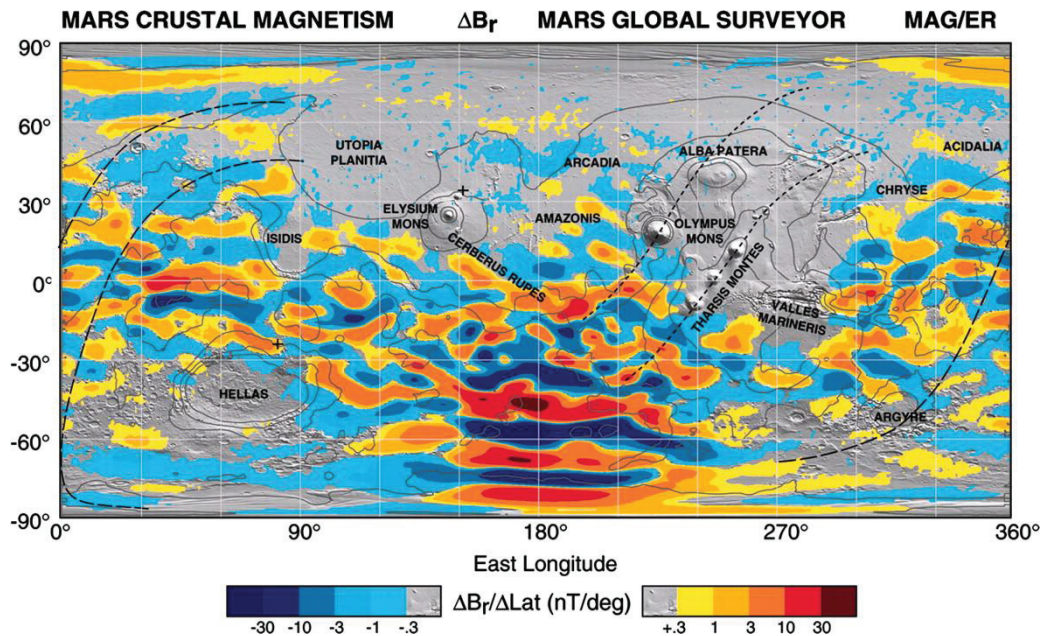 MARS CRUSTAL MAGNETISM ΔBr MARS GLOBAL SURVEYOR MAG/ER
90°
60°
30°
0°
-30°
-60°
-90°
UTOPIA
PLANITIA
ARCADIA
ALBA PATERA
ACIDALIA
CHRYSE
ELYSIUM
MONS
AMAZONIS
OLYMPUS
MONS
ISIDIS
CERBERUS RUPES
THARSIS MONTES
VALLES
MARINERIS
HELLAS
ARGYRE
0° 90° 180° 270° 360°
East Longitude
ΔBr/ΔLat (nT/deg)
-30 -10 -3 -1 -.3 +.3 1 3 10 30